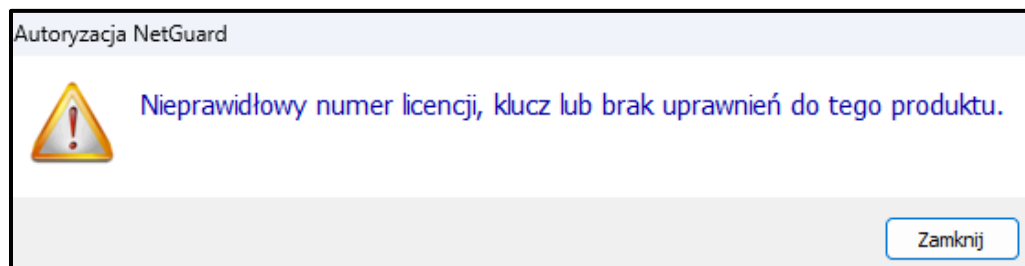 Autoryzacja NetGuard
Nieprawidłowy numer licencji, klucz lub brak uprawnień do tego produktu.
Zamknij